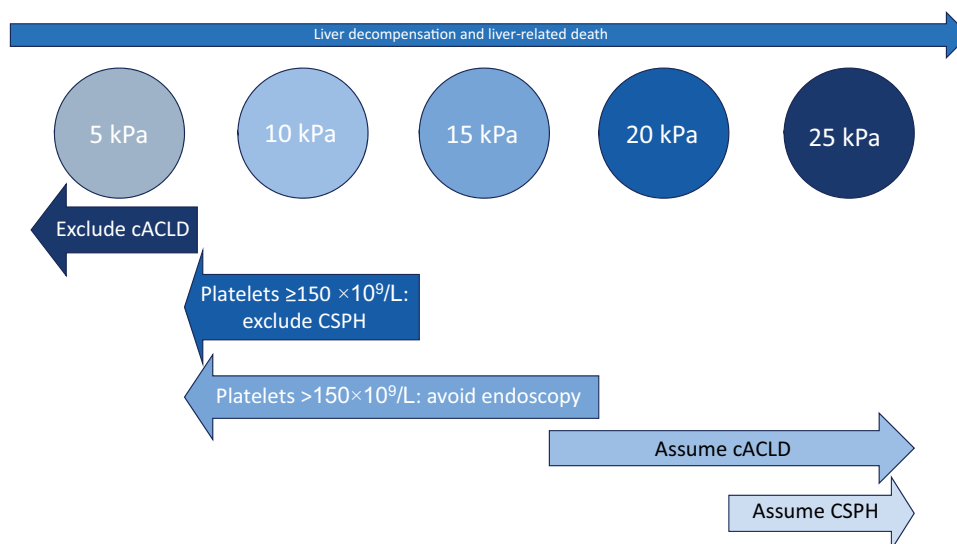 Liver decompensation and liver-related death
5 kPa
10 kPa
15 kPa
20 kPa
25 kPa
Exclude cACLD
Platelets ≥150 ×10⁹/L:
exclude CSPH
Platelets >150×10⁹/L: avoid endoscopy
Assume cACLD
Assume CSPH